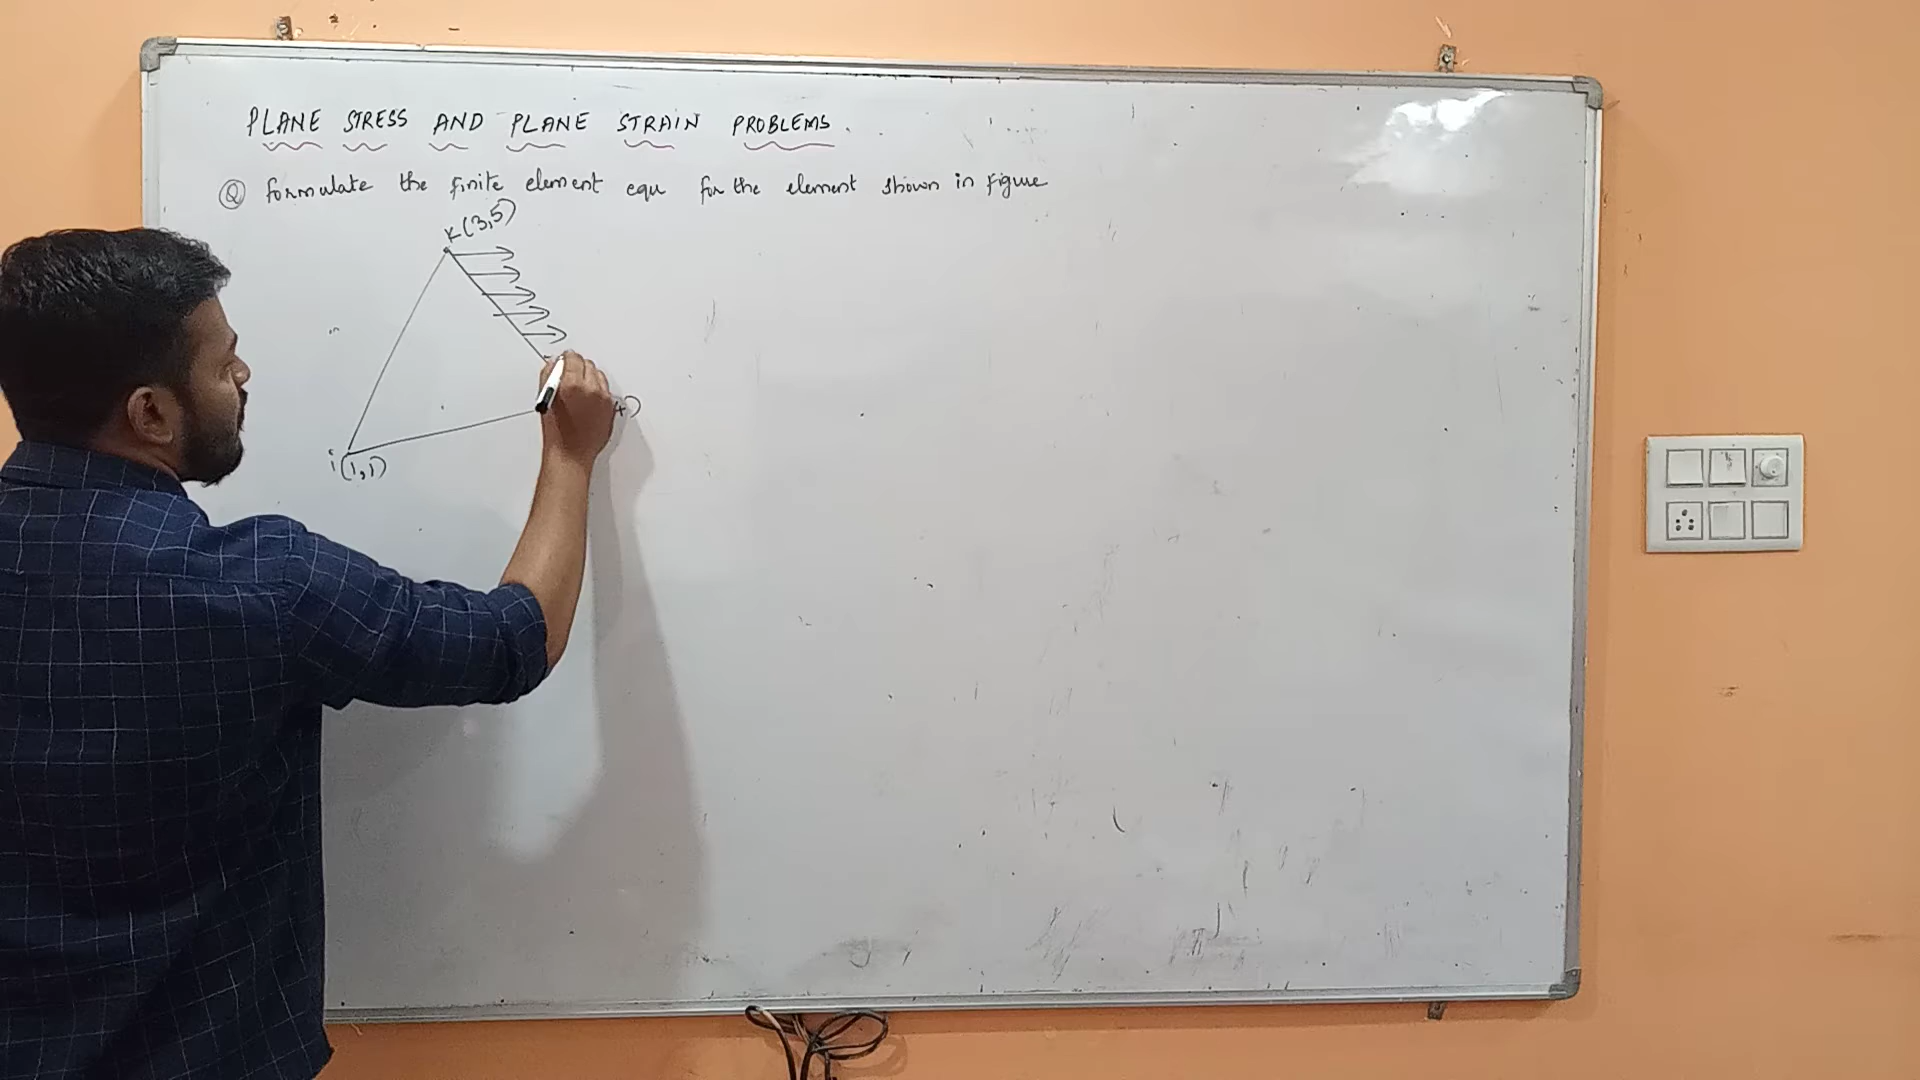 PLANE STRESS AND PLANE STRAIN PROBLEMS.
Q Formulate the finite element equ for the element shown in Figure
K(3,5)
4)
i(1,1)